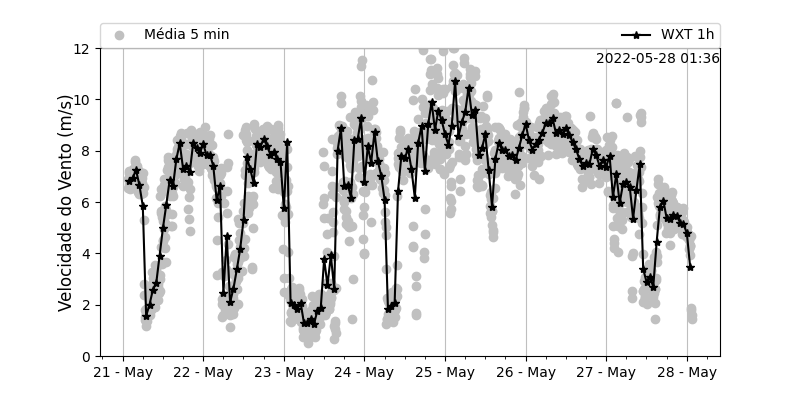 Média 5 min
WXT 1h
2022-05-28 01:36
Velocidade do Vento (m/s)
12
10
8
6
4
2
0
21 - May 22 - May 23 - May 24 - May 25 - May 26 - May 27 - May 28 - May